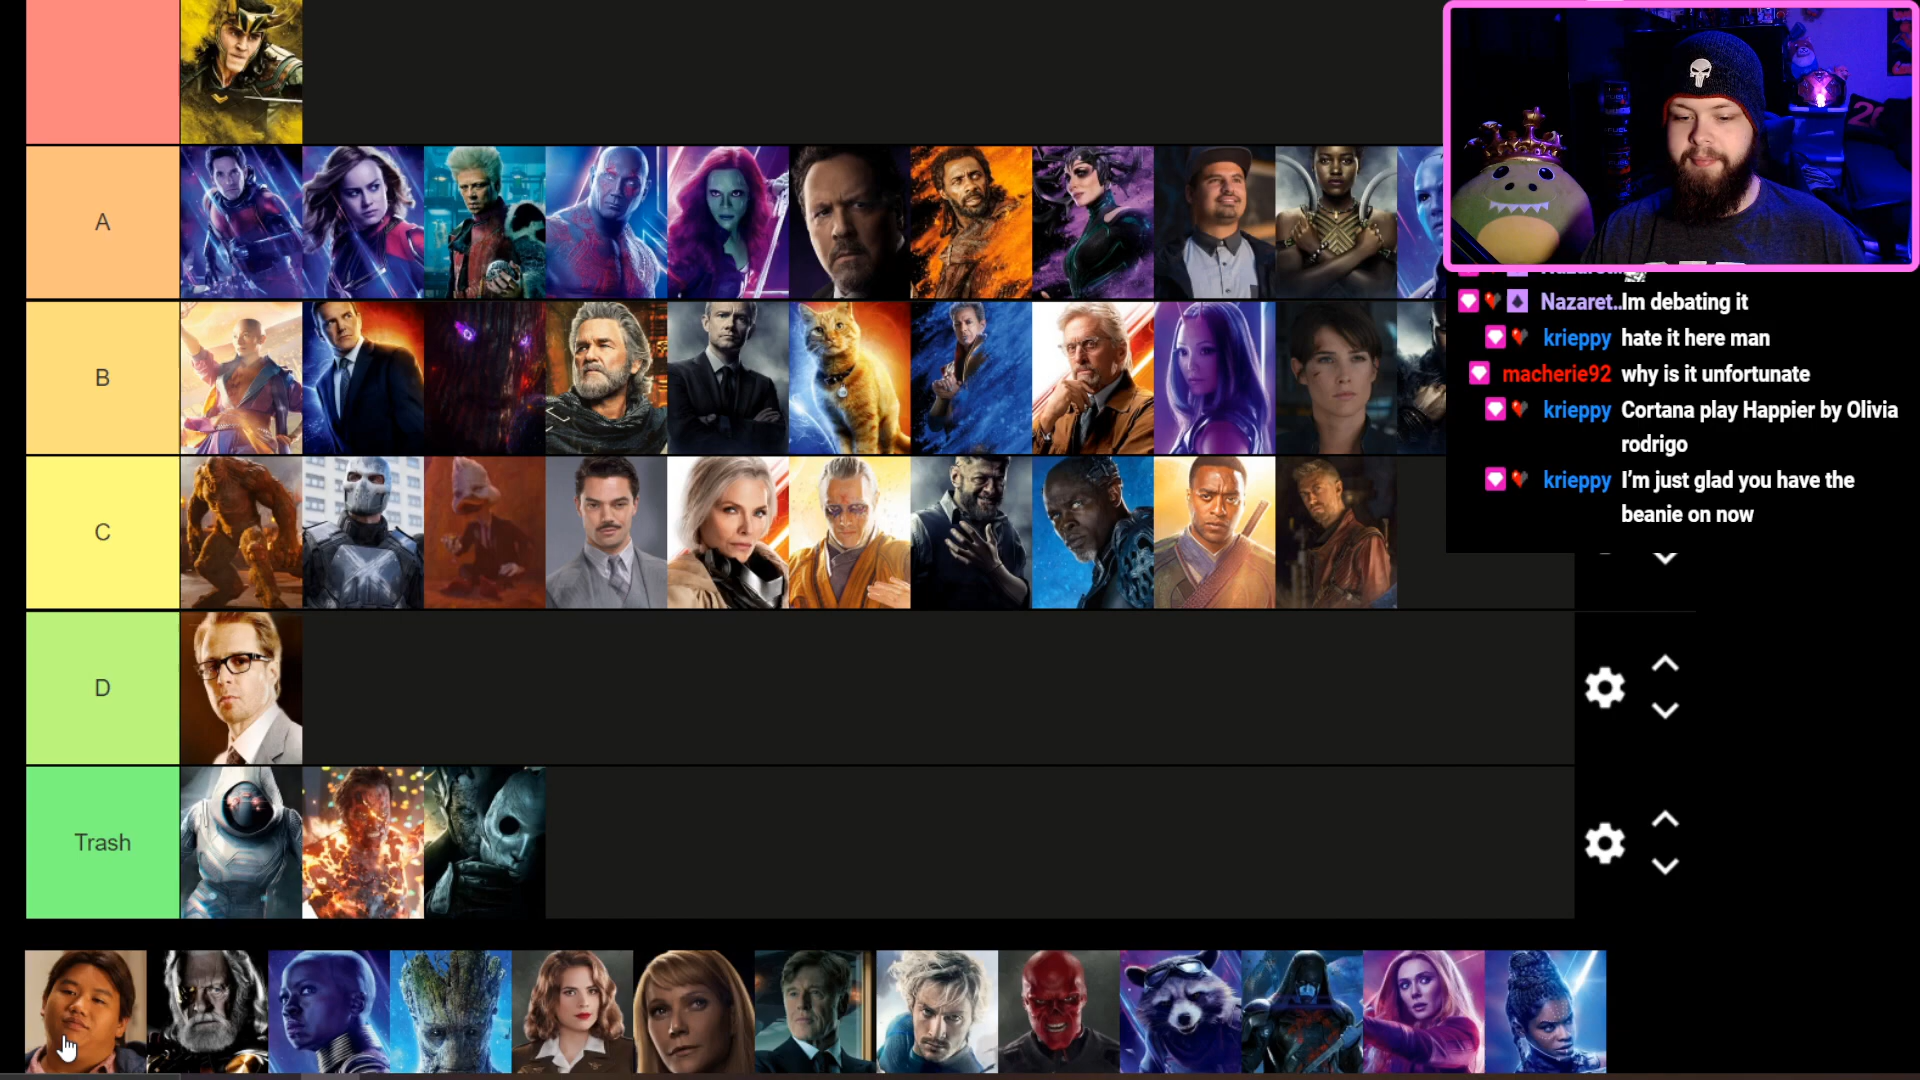 A
Nazaret..Im debating it
B
krieppy hate it here man
macherie92 why is it unfortunate
krieppy Cortana play Happier by Olivia
rodrigo
krieppy I'm just glad you have the
beanie on now
C
D
Trash